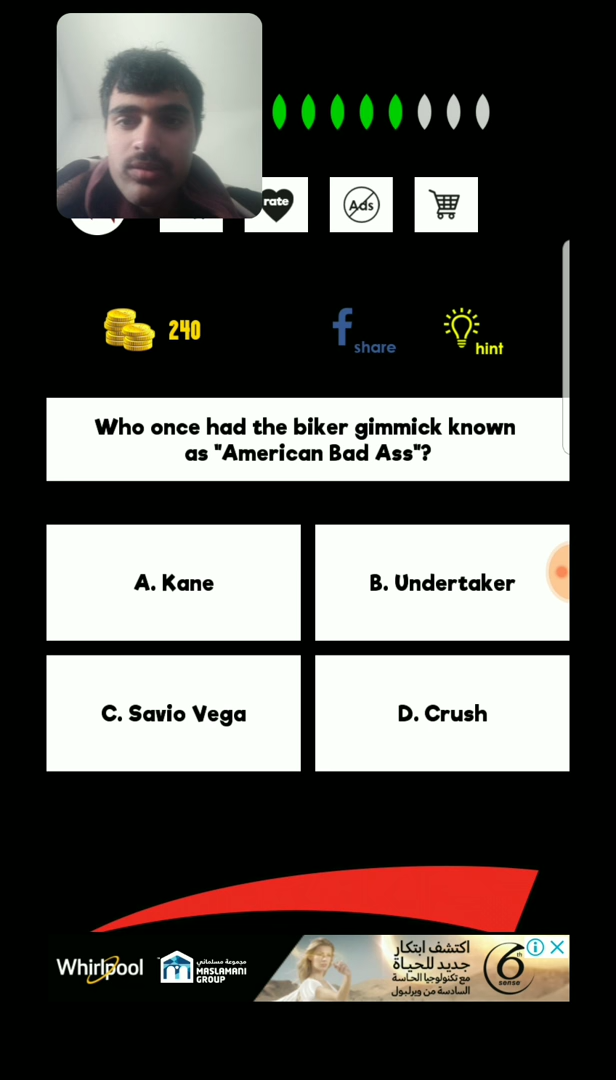 rate
Ads
240
share
hint
Who once had the biker gimmick known
as "American Bad Ass"?
A. Kane
B. Undertaker
C. Savio Vega
D. Crush
Whirlpool
مجموعة مسلماني
MASLAMANI
GROUP
اكتشف ابتكار
جديد للحياة
مع تكنولوجيا الحاسة
السادسة من ويرلبول
6th
sense